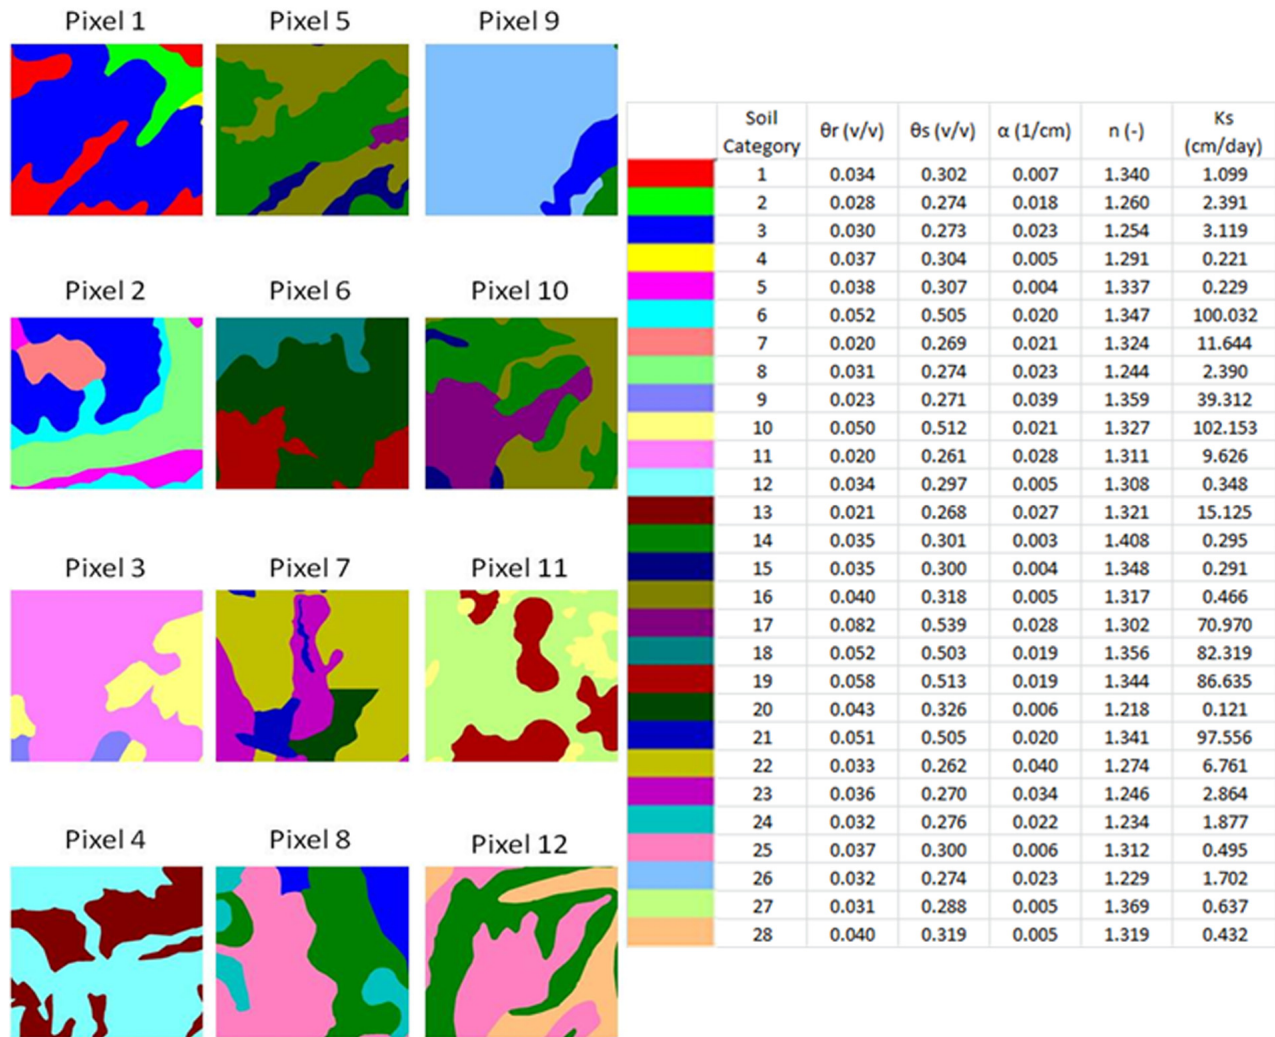 Pixel 1 Pixel 5 Pixel 9
Pixel 2 Pixel 6 Pixel 10
Pixel 3 Pixel 7 Pixel 11
Pixel 4 Pixel 8 Pixel 12
Soil Category θr (v/v) θs (v/v) α (1/cm) n (-) Ks (cm/day)
1 0.034 0.302 0.007 1.340 1.099
2 0.028 0.274 0.018 1.260 2.391
3 0.030 0.273 0.023 1.254 3.119
4 0.037 0.304 0.005 1.291 0.221
5 0.038 0.307 0.004 1.337 0.229
6 0.052 0.505 0.020 1.347 100.032
7 0.020 0.269 0.021 1.324 11.644
8 0.031 0.274 0.023 1.244 2.390
9 0.023 0.271 0.039 1.359 39.312
10 0.050 0.512 0.021 1.327 102.153
11 0.020 0.261 0.028 1.311 9.626
12 0.034 0.297 0.005 1.308 0.348
13 0.021 0.268 0.027 1.321 15.125
14 0.035 0.301 0.003 1.408 0.295
15 0.035 0.300 0.004 1.348 0.291
16 0.040 0.318 0.005 1.317 0.466
17 0.082 0.539 0.028 1.302 70.970
18 0.052 0.503 0.019 1.356 82.319
19 0.058 0.513 0.019 1.344 86.635
20 0.043 0.326 0.006 1.218 0.121
21 0.051 0.505 0.020 1.341 97.556
22 0.033 0.262 0.040 1.274 6.761
23 0.036 0.270 0.034 1.246 2.864
24 0.032 0.276 0.022 1.234 1.877
25 0.037 0.300 0.006 1.312 0.495
26 0.032 0.274 0.023 1.229 1.702
27 0.031 0.288 0.005 1.369 0.637
28 0.040 0.319 0.005 1.319 0.432